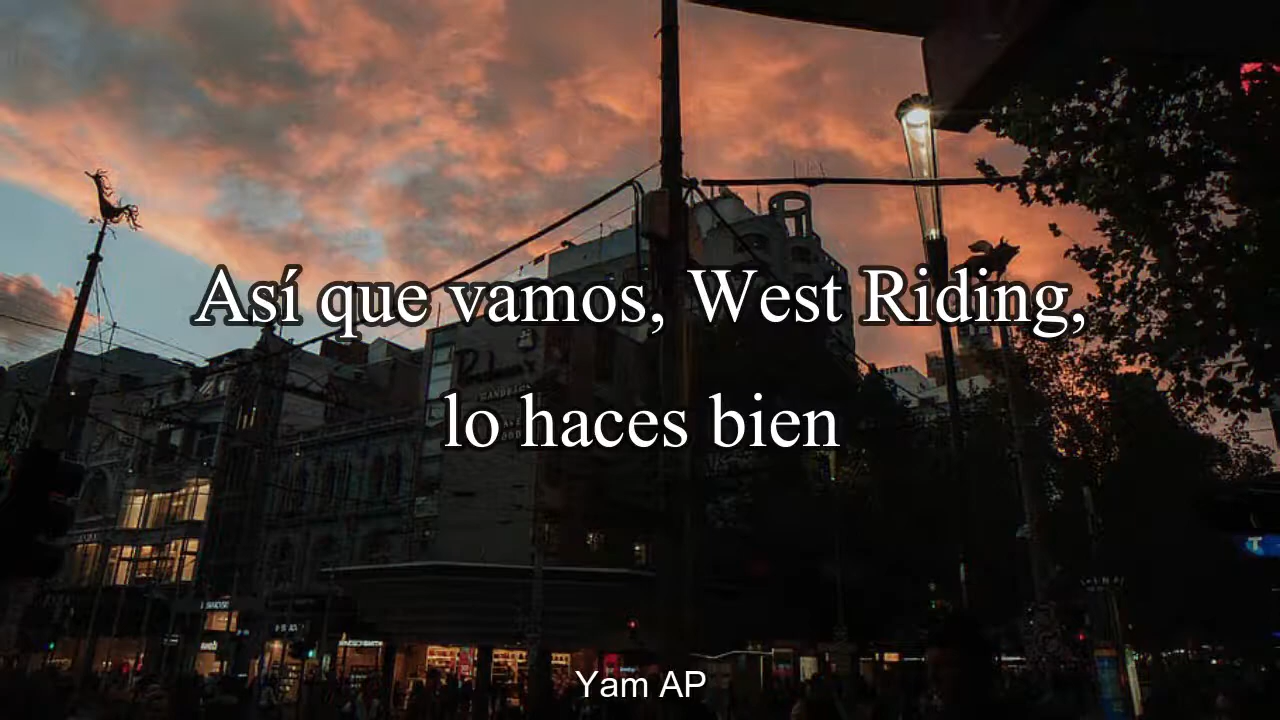 Así que vamos, West Riding,
lo haces bien
Yam AP